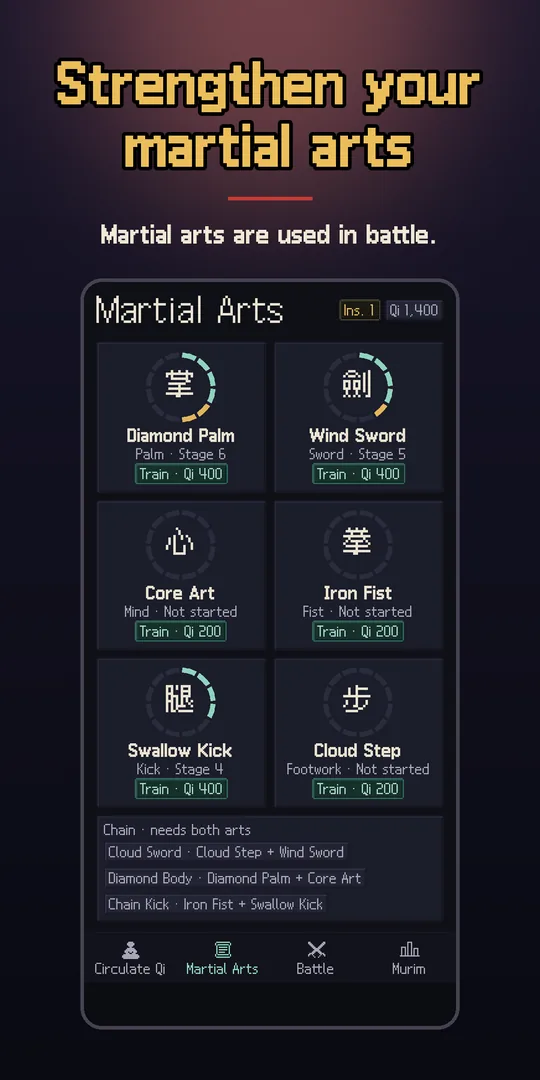 Strengthen your
martial arts
Martial arts are used in battle.
Martial Arts
Ins. 1
Qi 1,400
掌
Diamond Palm
Palm · Stage 6
Train · Qi 400
劍
Wind Sword
Sword · Stage 5
Train · Qi 400
心
Core Art
Mind · Not started
Train · Qi 200
拳
Iron Fist
Fist · Not started
Train · Qi 200
腿
Swallow Kick
Kick · Stage 4
Train · Qi 400
步
Cloud Step
Footwork · Not started
Train · Qi 200
Chain · needs both arts
Cloud Sword · Cloud Step + Wind Sword
Diamond Body · Diamond Palm + Core Art
Chain Kick · Iron Fist + Swallow Kick
Circulate Qi
Martial Arts
Battle
Murim